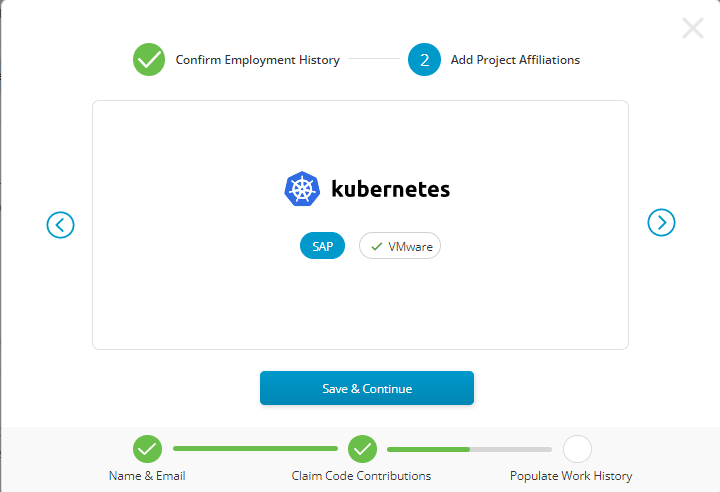 Confirm Employment History
2 Add Project Affiliations
kubernetes
SAP VMware
Save & Continue
Name & Email Claim Code Contributions Populate Work History